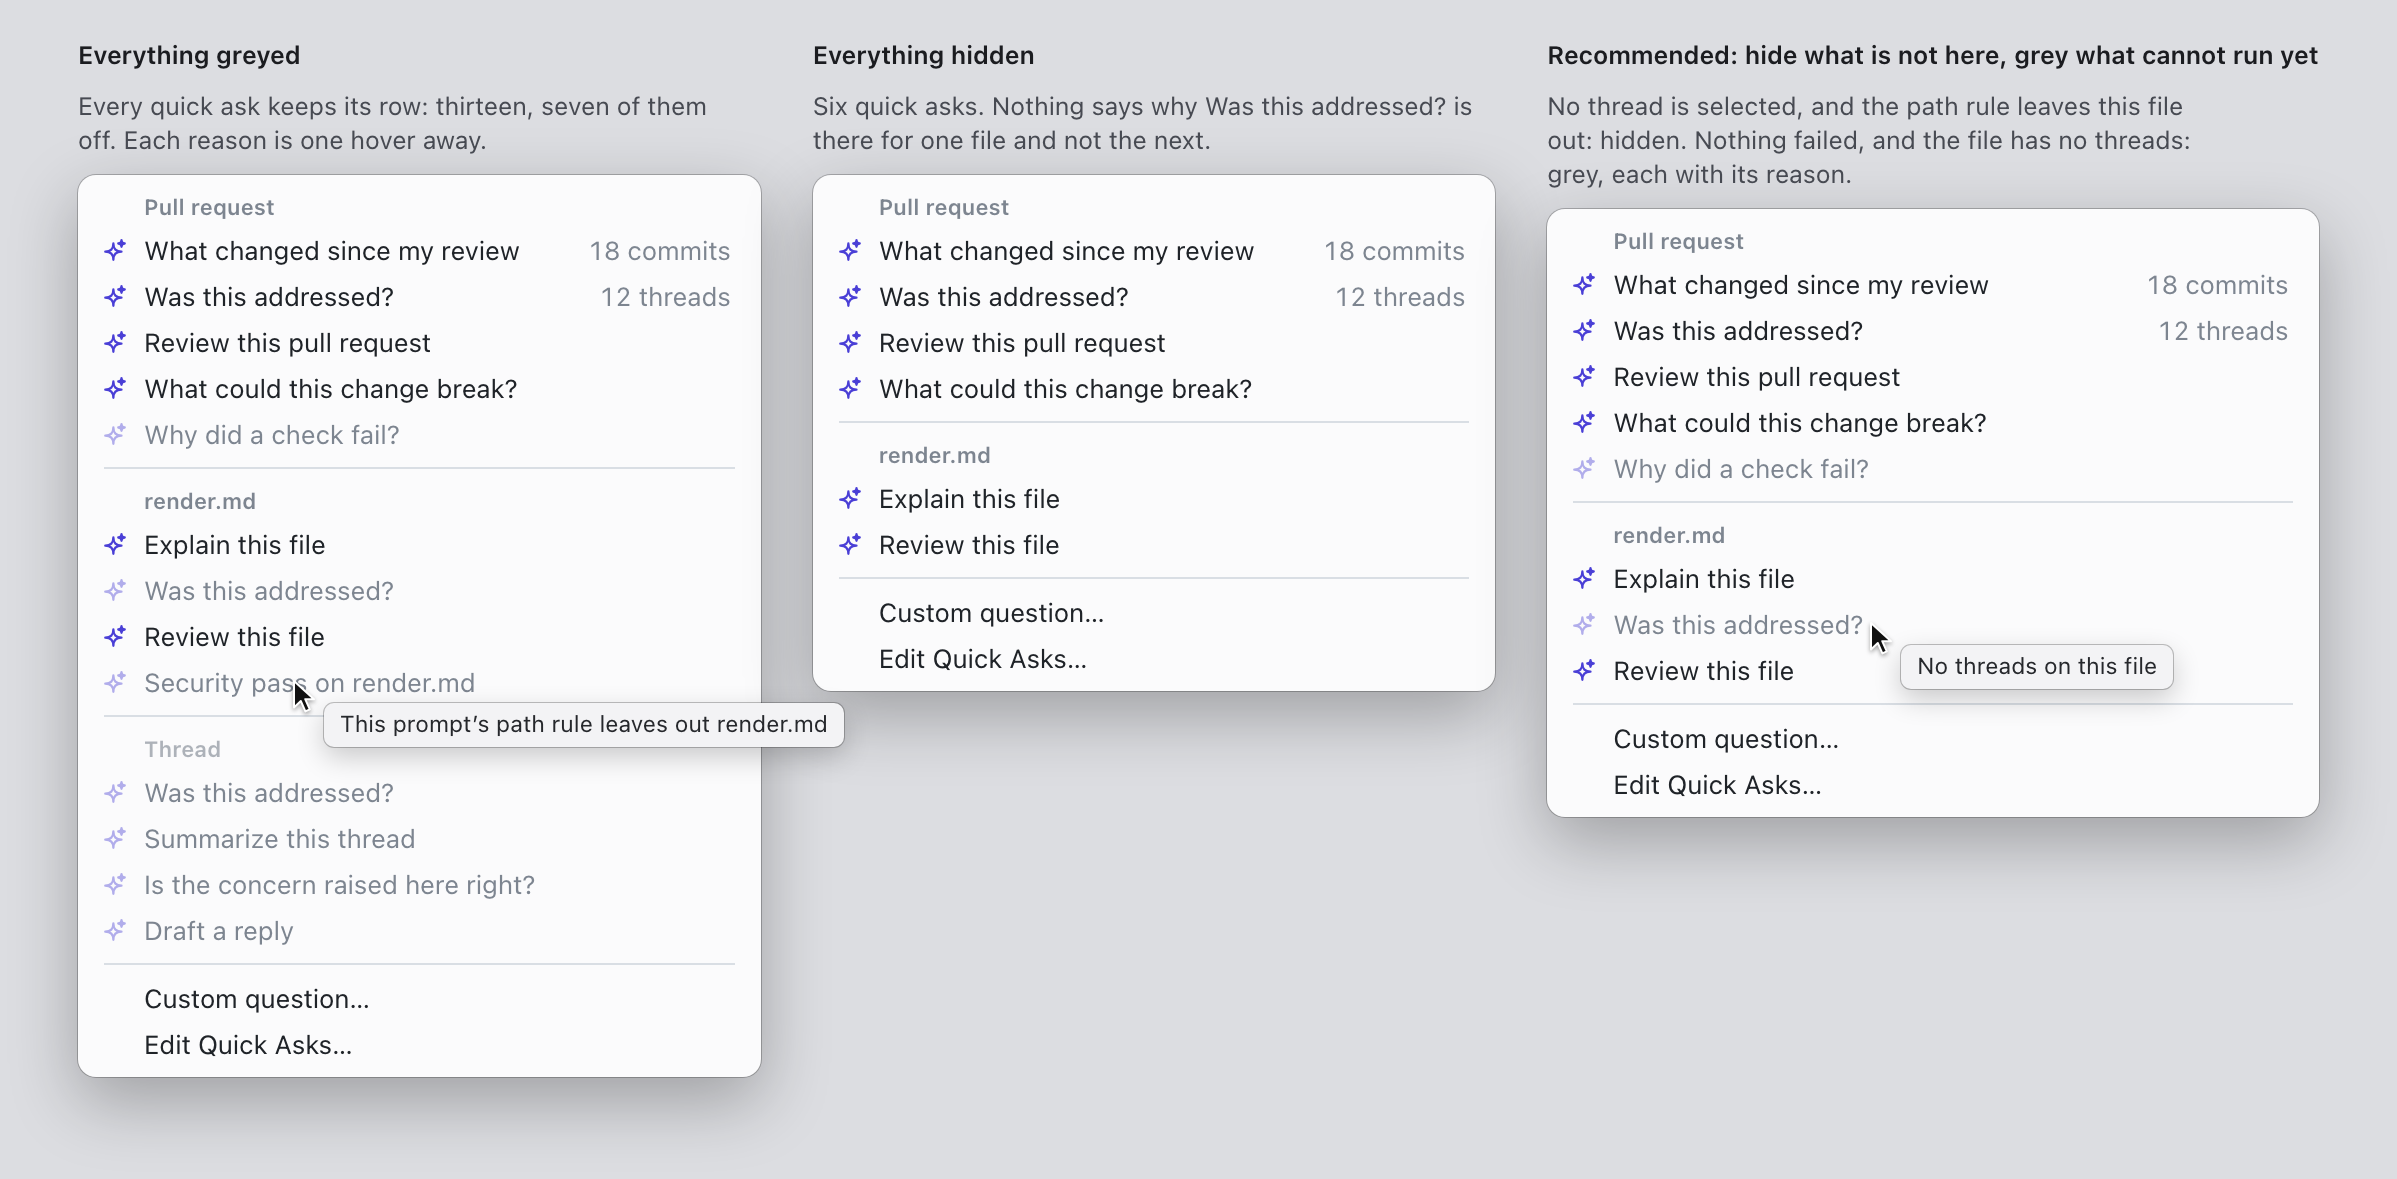 Everything greyed
Every quick ask keeps its row: thirteen, seven of them
off. Each reason is one hover away.
Pull request
What changed since my review 18 commits
Was this addressed? 12 threads
Review this pull request
What could this change break?
Why did a check fail?
render.md
Explain this file
Was this addressed?
Review this file
Security pass on render.md
This prompt’s path rule leaves out render.md
Thread
Was this addressed?
Summarize this thread
Is the concern raised here right?
Draft a reply
Custom question...
Edit Quick Asks...
Everything hidden
Six quick asks. Nothing says why Was this addressed? is
there for one file and not the next.
Pull request
What changed since my review 18 commits
Was this addressed? 12 threads
Review this pull request
What could this change break?
render.md
Explain this file
Review this file
Custom question...
Edit Quick Asks...
Recommended: hide what is not here, grey what cannot run yet
No thread is selected, and the path rule leaves this file
out: hidden. Nothing failed, and the file has no threads:
grey, each with its reason.
Pull request
What changed since my review 18 commits
Was this addressed? 12 threads
Review this pull request
What could this change break?
Why did a check fail?
render.md
Explain this file
Was this addressed?
No threads on this file
Review this file
Custom question...
Edit Quick Asks...